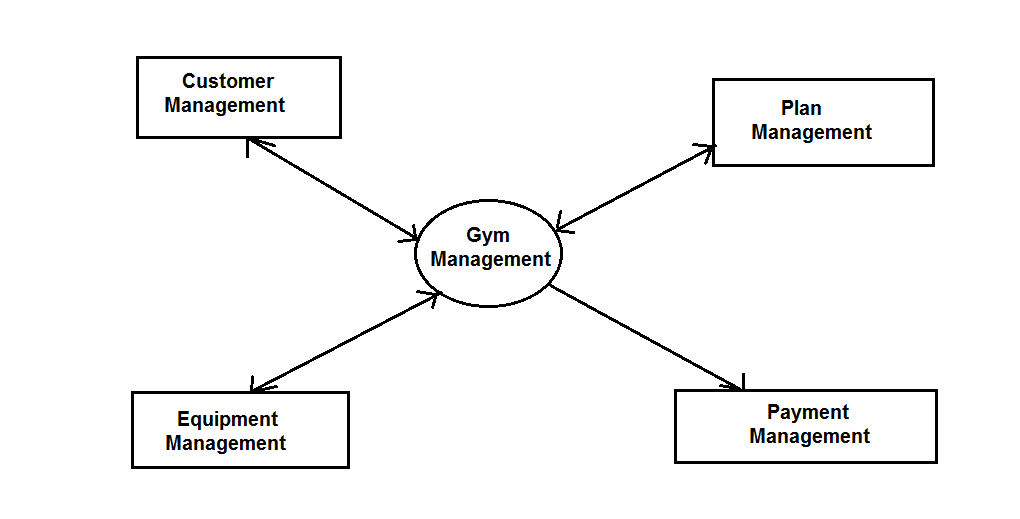 Customer
Management
Plan
Management
Gym
Management
Equipment
Management
Payment
Management